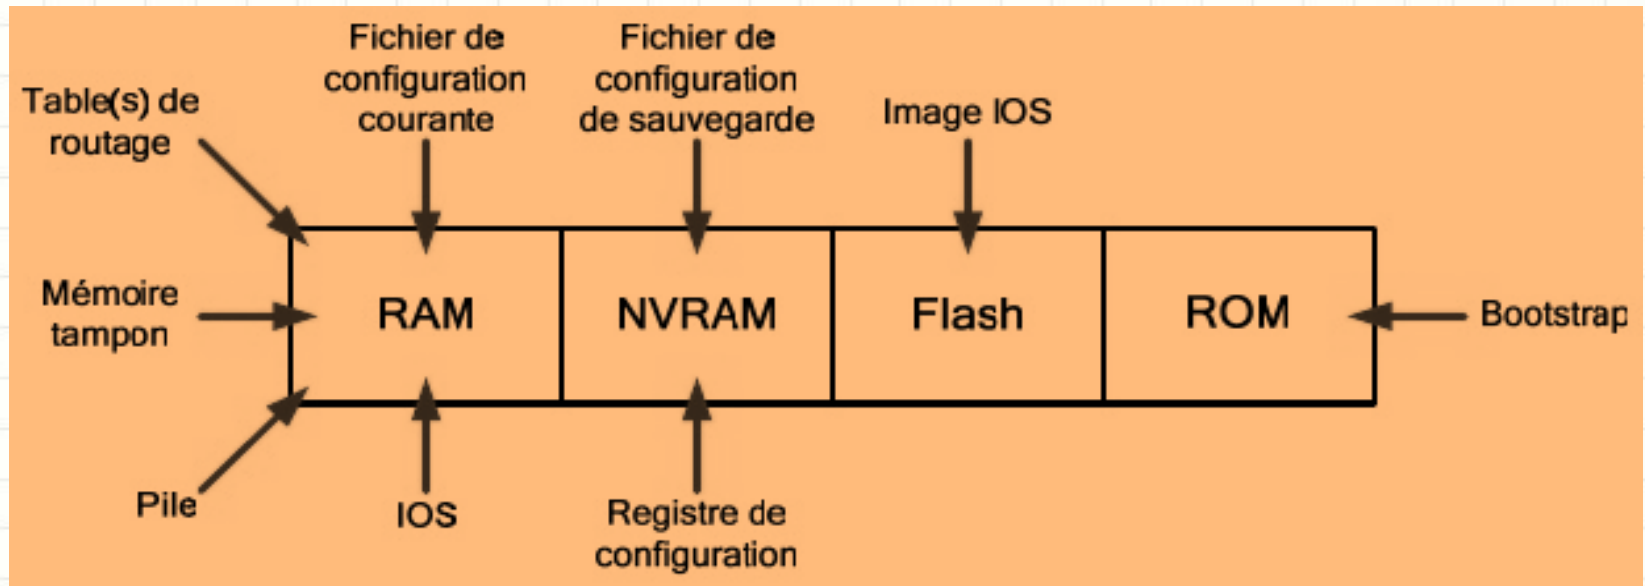 Fichier de
configuration
courante
Fichier de
configuration
de sauvegarde
Table(s) de
routage
Image IOS
Mémoire
tampon
RAM
NVRAM
Flash
ROM
Bootstrap
Pile
IOS
Registre de
configuration